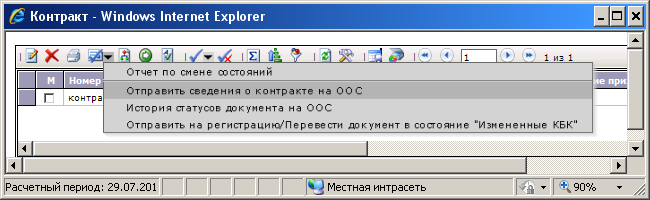 Контракт - Windows Internet Explorer
1
1 из 1
Отчет по смене состояний
М Номер
Отправить сведения о контракте на ООС
контра
История статусов документа на ООС
Отправить на регистрацию/Перевести документ в состояние "Измененные КБК"
Расчетный период: 29.07.201
Местная интрасеть
90%